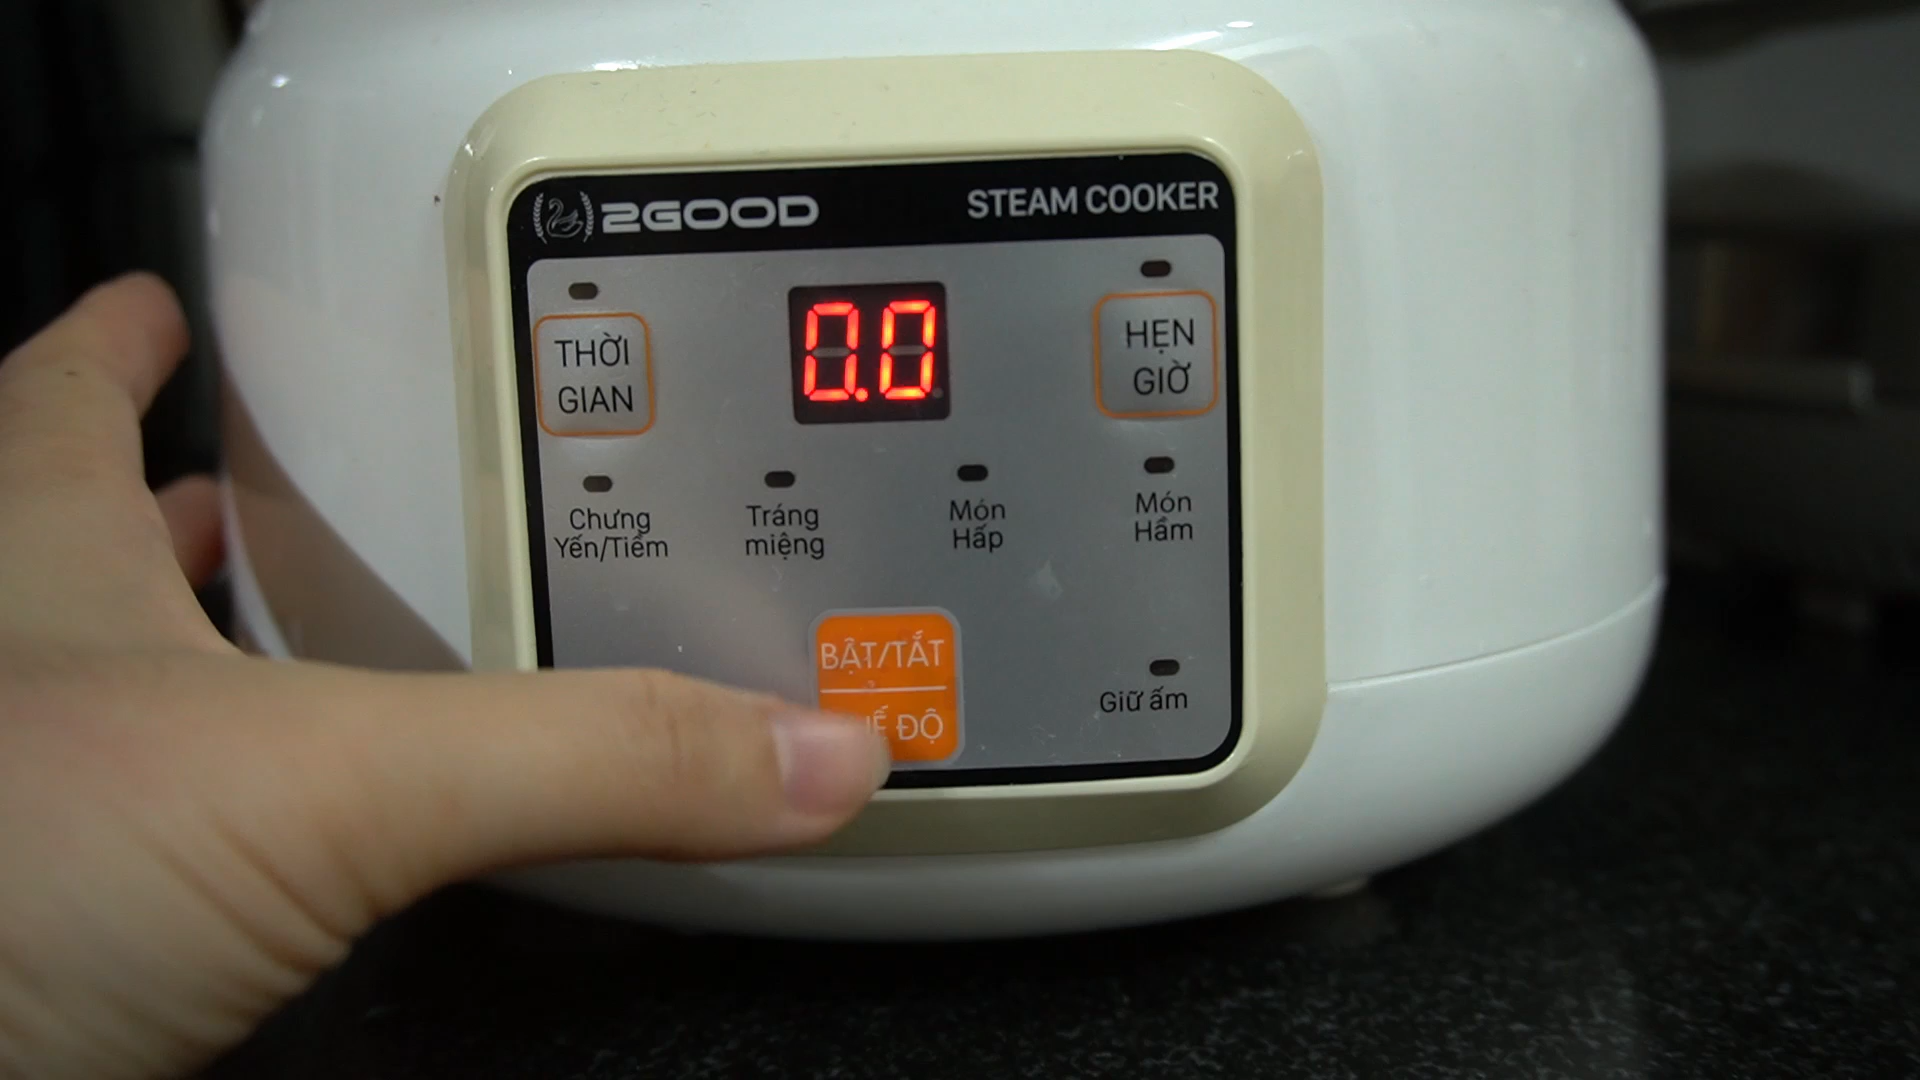 2GOOD
STEAM COOKER
THỜI
GIAN
0.0
HẸN
GIỜ
Chưng
Yến/Tiềm
Tráng
miệng
Món
Hấp
Món
Hầm
BẬT/TẮT
ĐỘ
Giữ ấm